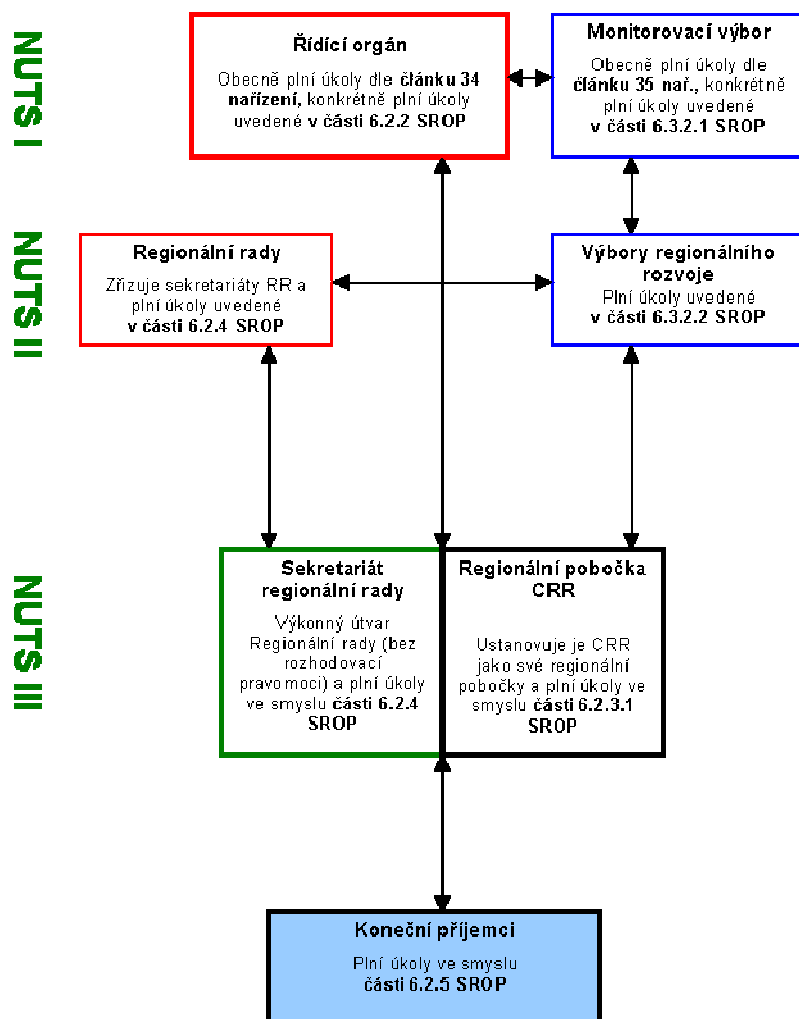 NUTS I
Řídící orgán
Obecně plní úkoly dle článku 34
nařízení, konkrétně plní úkoly
uvedené v části 6.2.2 SROP
Monitorovací výbor
Obecně plní úkoly dle
článku 35 nař., konkrétně
plní úkoly uvedené
v části 6.3.2.1 SROP
NUTS II
Regionální rady
Zřizuje sekretariáty RR a
plní úkoly uvedené
v části 6.2.4 SROP
Výbory regionálního
rozvoje
Plní úkoly uvedené
v části 6.3.2.2 SROP
NUTS III
Sekretariát
regionální rady
Výkonný útvar
Regionální rady (bez
rozhodovací
pravomoci) a plní úkoly
ve smyslu části 6.2.4
SROP
Regionální pobočka
CRR
Ustanovuje je CRR
jako své regionální
pobočky a plní úkoly ve
smyslu části 6.2.3.1
SROP
Koneční příjemci
Plní úkoly ve smyslu
části 6.2.5 SROP